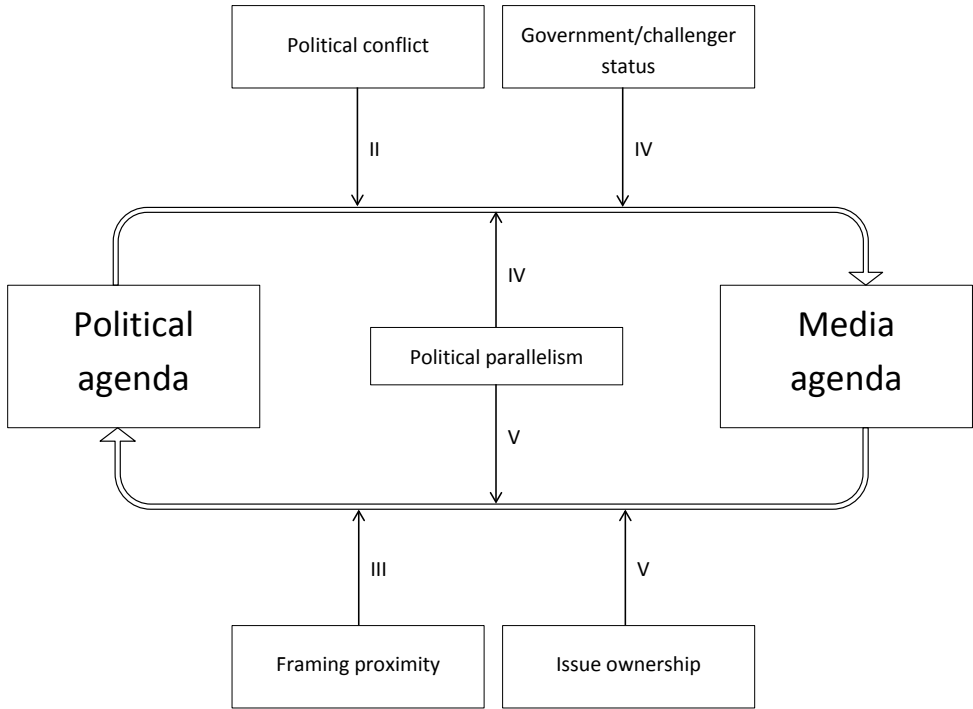 Political conflict
Government/challenger
status
II
IV
Political
agenda
IV
Political parallelism
V
Media
agenda
III
V
Framing proximity
Issue ownership